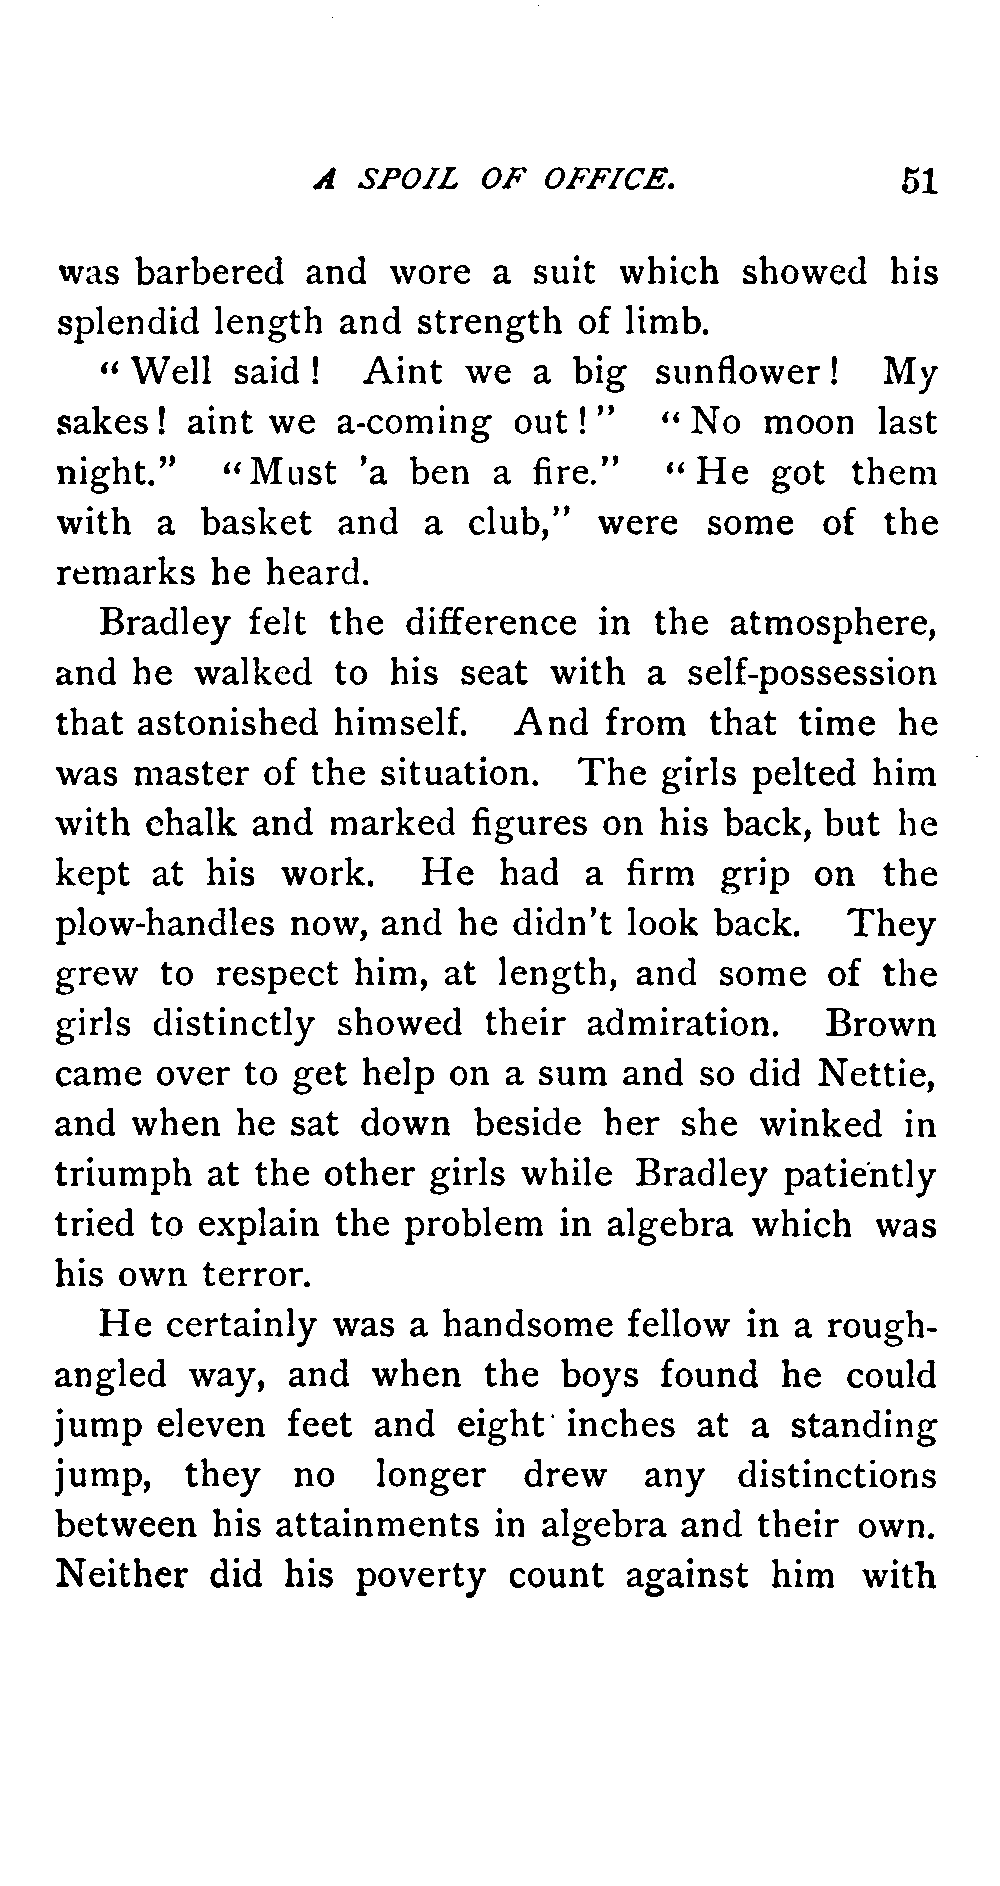 A SPOIL OF OFFICE. 51
was barbered and wore a suit which showed his
splendid length and strength of limb.
“Well said! Aint we a big sunflower! My
sakes! aint we a-coming out!” “No moon last
night.” “Must ’a ben a fire.” “He got them
with a basket and a club,” were some of the
remarks he heard.
Bradley felt the difference in the atmosphere,
and he walked to his seat with a self-possession
that astonished himself. And from that time he
was master of the situation. The girls pelted him
with chalk and marked figures on his back, but he
kept at his work. He had a firm grip on the
plow-handles now, and he didn’t look back. They
grew to respect him, at length, and some of the
girls distinctly showed their admiration. Brown
came over to get help on a sum and so did Nettie,
and when he sat down beside her she winked in
triumph at the other girls while Bradley patiently
tried to explain the problem in algebra which was
his own terror.
He certainly was a handsome fellow in a rough-
angled way, and when the boys found he could
jump eleven feet and eight inches at a standing
jump, they no longer drew any distinctions
between his attainments in algebra and their own.
Neither did his poverty count against him with